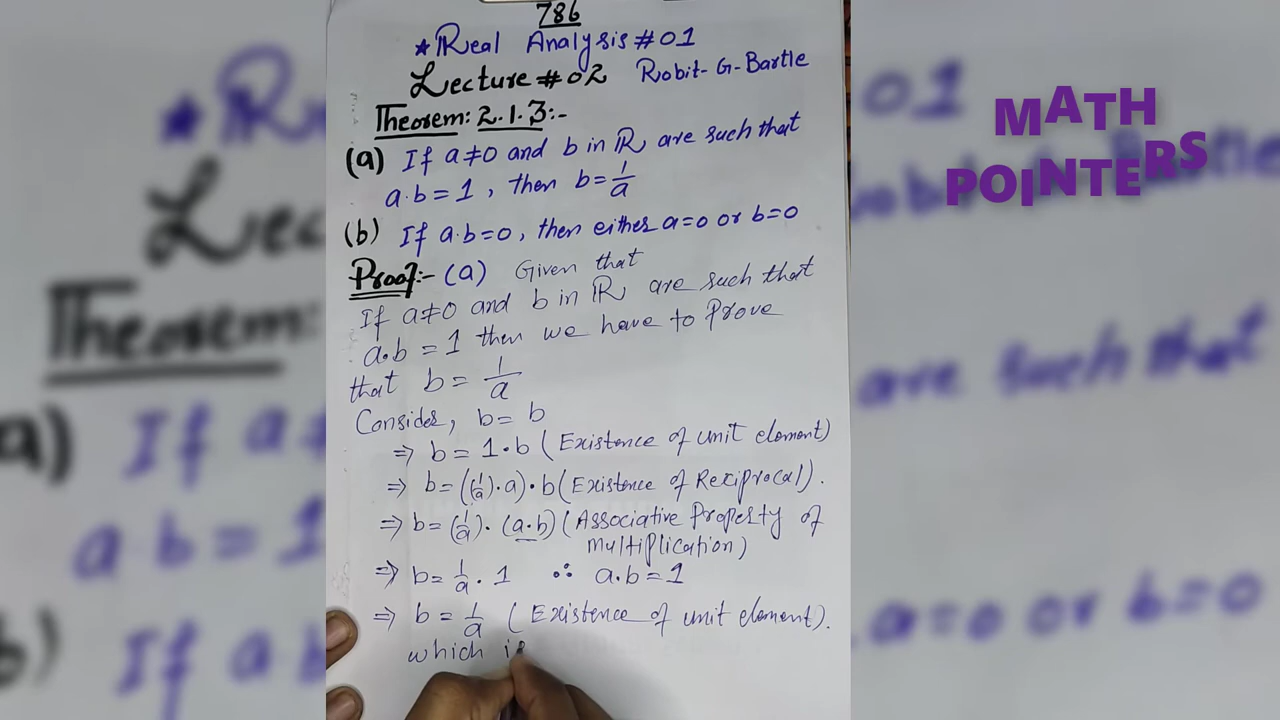 786
★ Real Analysis #01
Lecture #02 Robit-G-Bartle
Theorem: 2.1.3:-
(a) If a≠0 and b in ℝ are such that
a·b = 1, then b = 1/a
(b) If a·b=0, then either a=0 or b=0
Proof:- (a) Given that
If a≠0 and b in ℝ are such that
a·b = 1 then we have to prove
that b = 1/a
Consider, b = b
⇒ b = 1·b (Existence of unit element)
⇒ b = ((1/a)·a)·b (Existence of Reciprocal).
⇒ b = (1/a)·(a·b) (Associative Property of
multiplication)
⇒ b = 1/a · 1 ∵ a·b = 1
⇒ b = 1/a (Existence of unit element).
which is
MATH
POINTERS